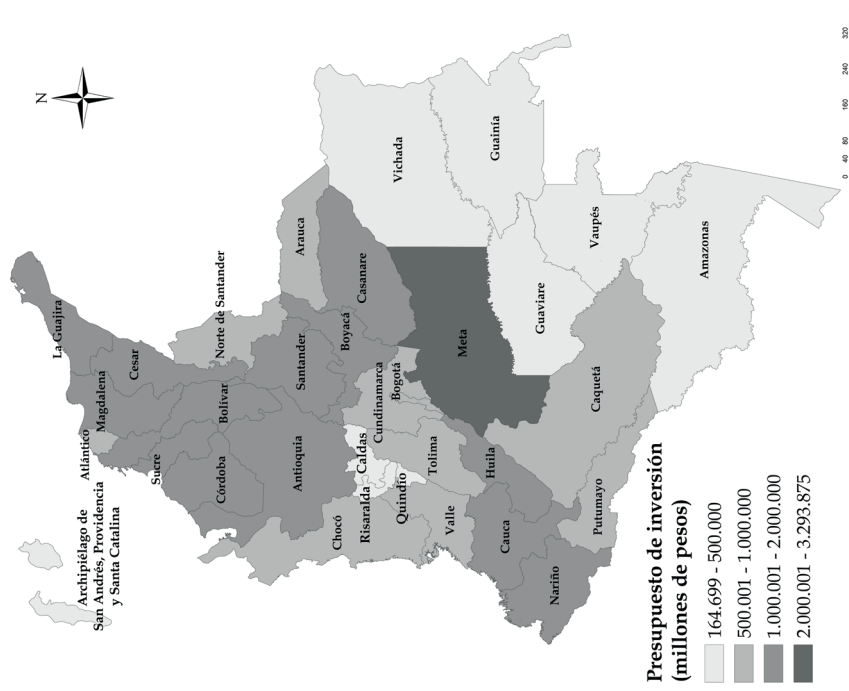 N
La Guajira
Atlántico
Magdalena
Cesar
Sucre
Bolívar
Córdoba
Norte de Santander
Archipiélago de
San Andrés, Providencia
y Santa Catalina
Antioquia
Santander
Arauca
Boyacá
Casanare
Vichada
Chocó
Caldas
Risaralda
Quindío
Cundinamarca
Bogotá
Tolima
Valle
Meta
Guainía
Huila
Cauca
Guaviare
Vaupés
Nariño
Putumayo
Caquetá
Amazonas
Presupuesto de inversión
(millones de pesos)
164.699 - 500.000
500.001 - 1.000.000
1.000.001 - 2.000.000
2.000.001 - 3.293.875
0 40 80 160 240 320